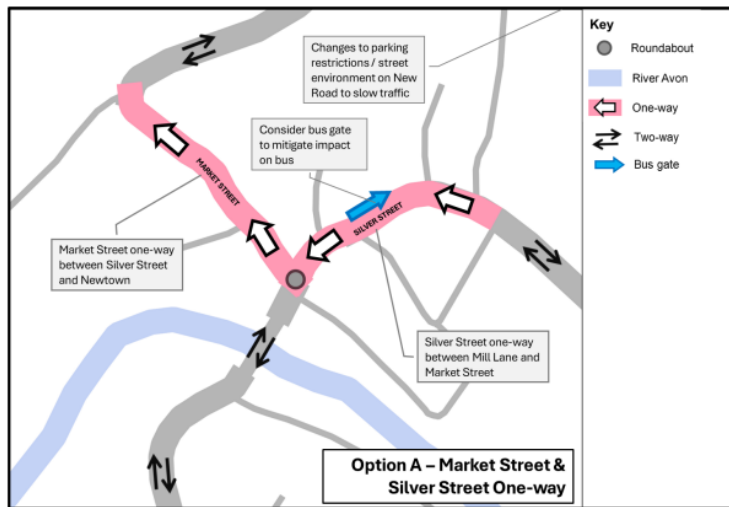 Changes to parking
restrictions / street
environment on New
Road to slow traffic
Consider bus gate
to mitigate impact
on bus
MARKET STREET
SILVER STREET
Market Street one-way
between Silver Street
and Newtown
Silver Street one-way
between Mill Lane and
Market Street
Option A – Market Street &
Silver Street One-way
Key
Roundabout
River Avon
One-way
Two-way
Bus gate